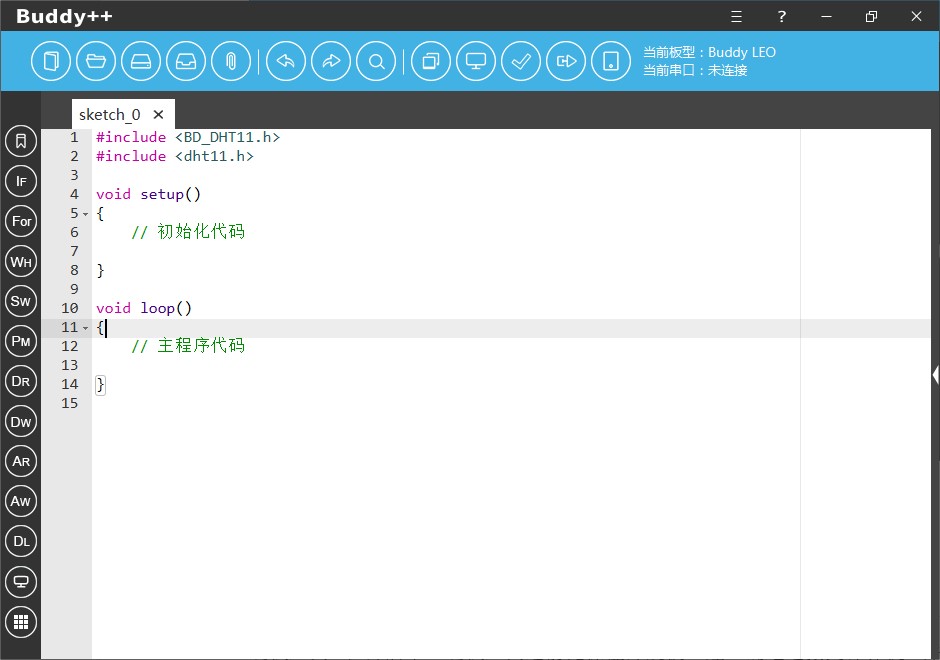 Buddy++
?
当前板型：Buddy LEO
当前串口：未连接
sketch_0
1 #include <BD_DHT11.h>
2 #include <dht11.h>
3
4 void setup()
5 {
6 // 初始化代码
7
8 }
9
10 void loop()
11 {
12 // 主程序代码
13
14 }
15
IF
For
WH
SW
PM
DR
DW
AR
AW
DL